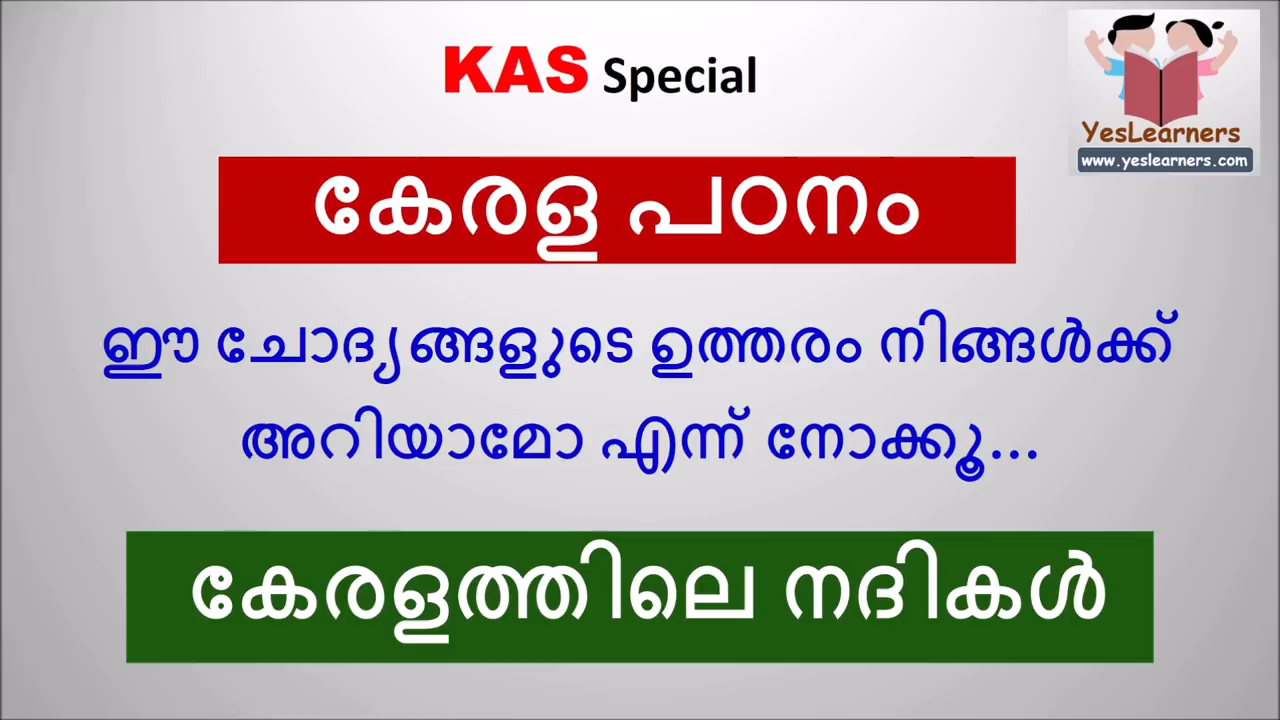 KAS Special
YesLearners
www.yeslearners.com
കേരള പഠനം
ഈ ചോദ്യങ്ങളുടെ ഉത്തരം നിങ്ങൾക്ക്
അറിയാമോ എന്ന് നോക്കൂ...
കേരളത്തിലെ നദികൾ